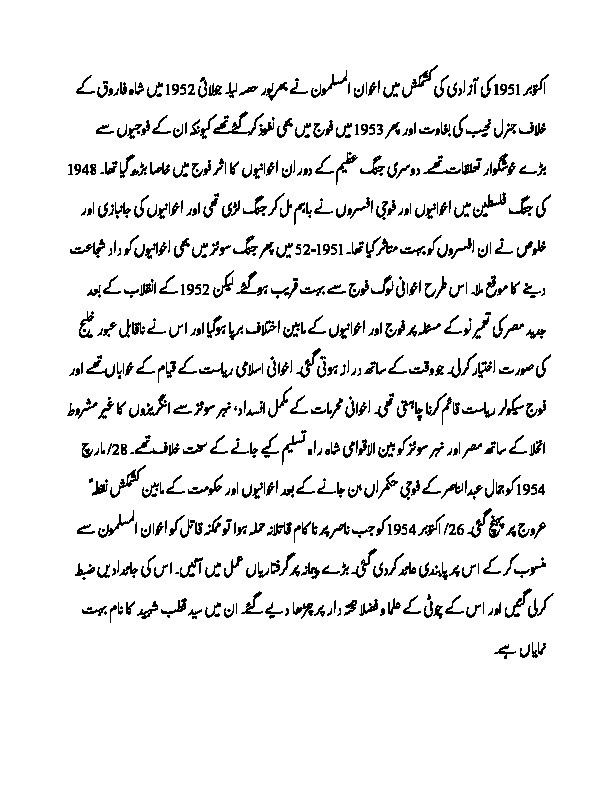 اکتوبر 1951 کی آزادی کی کشمکش میں اخوان المسلمون نے بھرپور حصہ لیا۔ جولائی 1952 میں شاہ فاروق کے
خلاف جنرل نجیب کی بغاوت اور پھر 1953 میں فوج میں بھی نفوذ کر گئے تھے کیونکہ ان کے فوجیوں سے
بڑے خوشگوار تعلقات تھے۔ دوسری جنگ عظیم کے دوران اخوانیوں کا اثر فوج میں خاصا بڑھ گیا تھا۔ 1948
کی جنگ فلسطین میں اخوانیوں اور فوجی افسروں نے باہم مل کر جنگ لڑی تھی اور اخوانیوں کی جانبازی اور
خلوص نے ان افسروں کو بہت متاثر کیا تھا۔ 1951-52 میں پھر جنگ سوئز میں بھی اخوانیوں کو داد شجاعت
دینے کا موقع ملا۔ اس طرح اخوانی لوگ فوج سے بہت قریب ہو گئے۔ لیکن 1952 کے انقلاب کے بعد
جدید مصر کی تعمیر نو کے مسئلہ پر فوج اور اخوانیوں کے مابین اختلاف برپا ہوگیا اور اس نے ناقابل عبور خلیج
کی صورت اختیار کرلی۔ جو وقت کے ساتھ دراز ہوتی گئی۔ اخوانی اسلامی ریاست کے قیام کے خواہاں تھے اور
فوج سیکولر ریاست قائم کرنا چاہتی تھی۔ اخوانی محرمات کے مکمل انسداد، نہر سوئز سے انگریزوں کا غیر مشروط
انخلا کے ساتھ مصر اور نہر سوئز کو بین الاقوامی شاہ راہ تسلیم کیے جانے کے سخت خلاف تھے۔ 28/ مارچ
1954 کو جمال عبدالناصر کے فوجی حکمراں بن جانے کے بعد اخوانیوں اور حکومت کے مابین کشمکش نقطۂ
عروج پر پہنچ گئی۔ 26/ اکتوبر 1954 کو جب ناصر پر ناکام قاتلانہ حملہ ہوا تو ممکنہ قاتل کو اخوان المسلمون سے
منسوب کر کے اس پر پابندی عائد کردی گئی۔ بڑے پیمانہ پر گرفتاریاں عمل میں آئیں۔ اس کی جائدادیں ضبط
کرلی گئیں اور اس کے چوٹی کے علما و فضلا تختہ دار پر چڑھا دیے گئے۔ ان میں سید قطب شہید کا نام بہت
نمایاں ہے۔